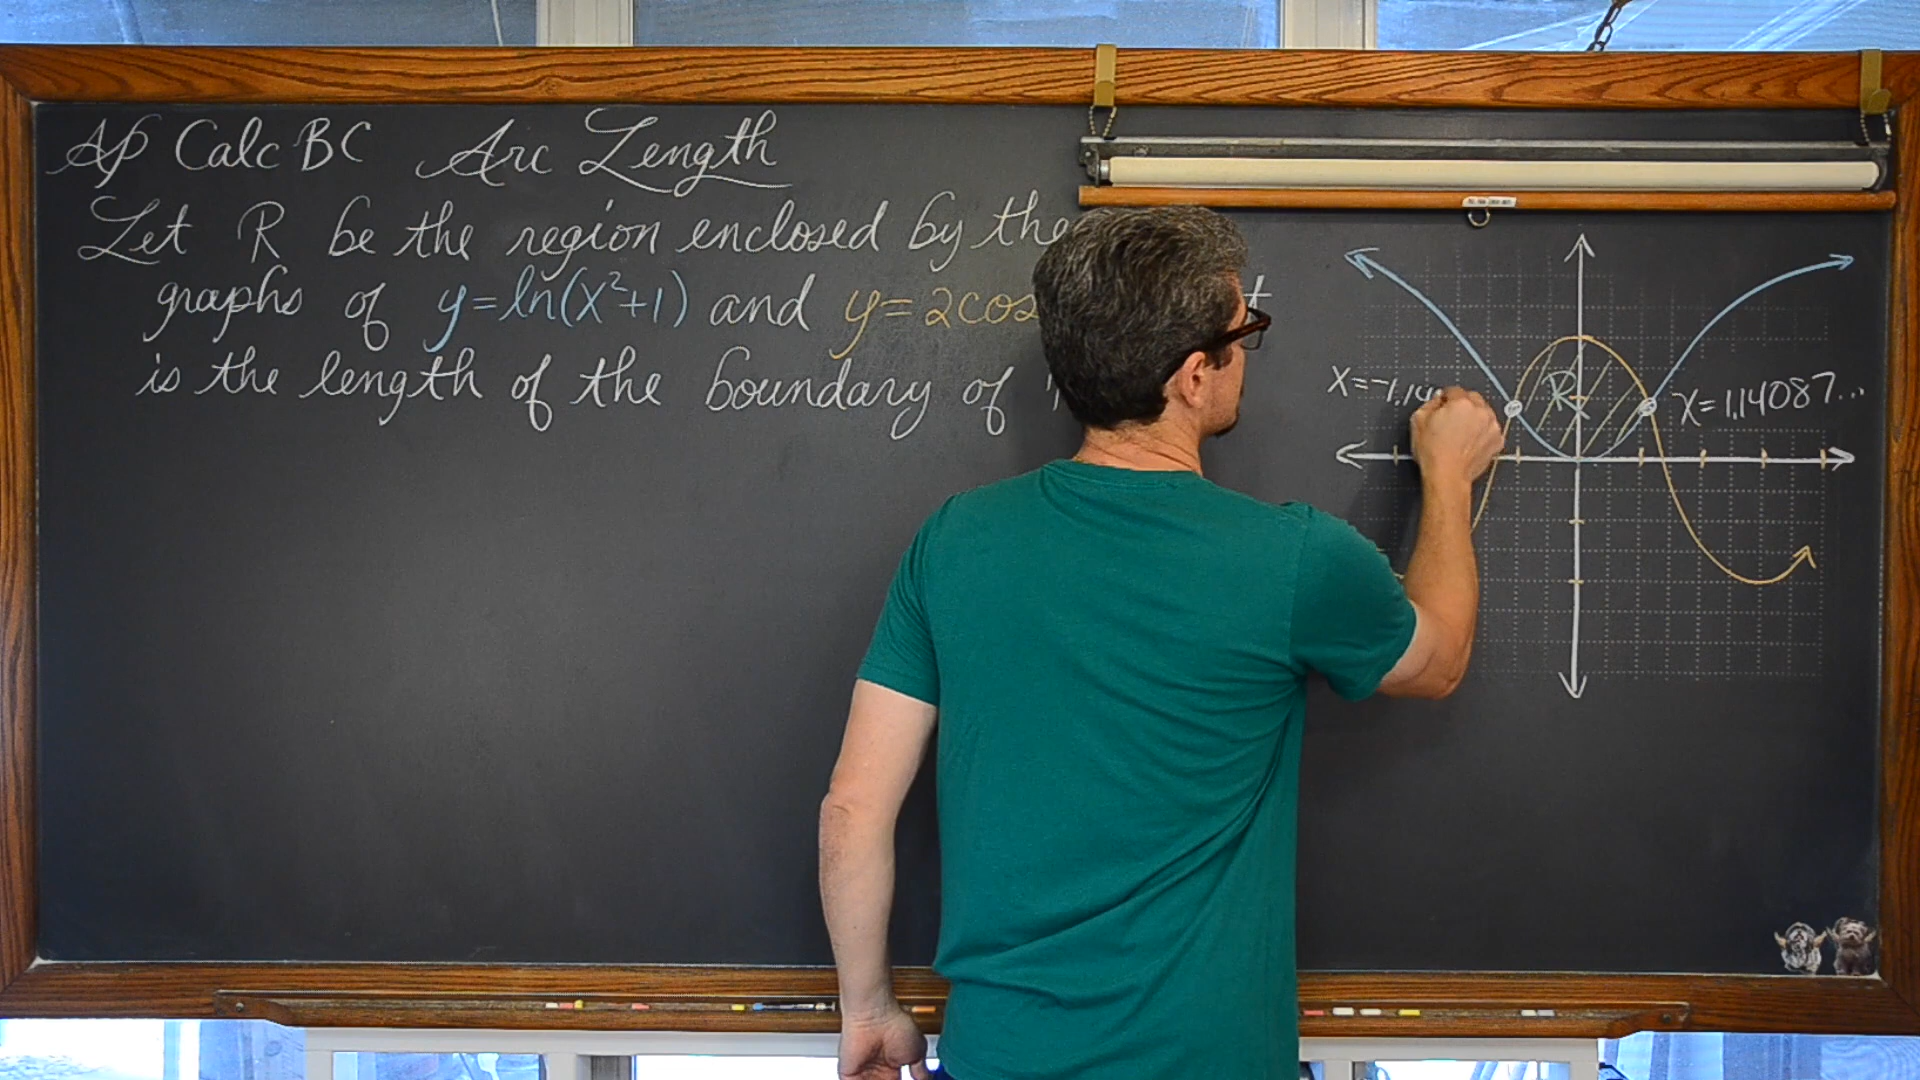 AP Calc BC Arc Length
Let R be the region enclosed by the
graphs of y=ln(x²+1) and y=2cos
is the length of the boundary of
R
x=-1.14
x=1.14087...